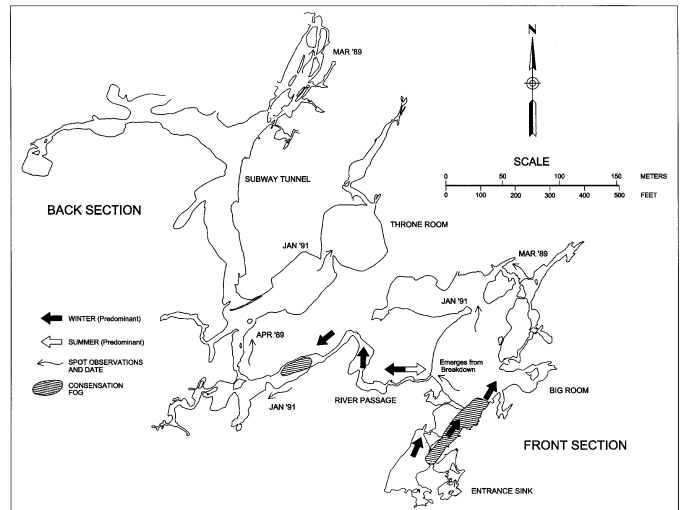 MAR '89
N
SCALE
0 50 100 150 METERS
0 100 200 300 400 500 FEET
SUBWAY TUNNEL
BACK SECTION
THRONE ROOM
JAN '91
MAR '89
JAN '91
WINTER (Predominant)
SUMMER (Predominant)
SPOT OBSERVATIONS
AND DATE
CONSENSATION
FOG
APR '89
Emerges from
Breakdown
JAN '91
RIVER PASSAGE
BIG ROOM
FRONT SECTION
ENTRANCE SINK